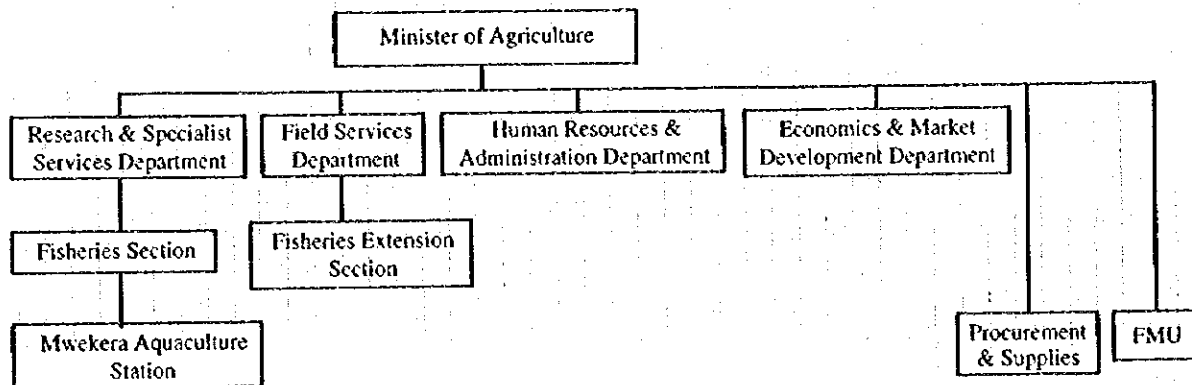 Minister of Agriculture
Research & Specialist
Services Department
Field Services
Department
Human Resources &
Administration Department
Economics & Market
Development Department
Fisheries Section
Fisheries Extension
Section
Mwekera Aquaculture
Station
Procurement
& Supplies
FMU